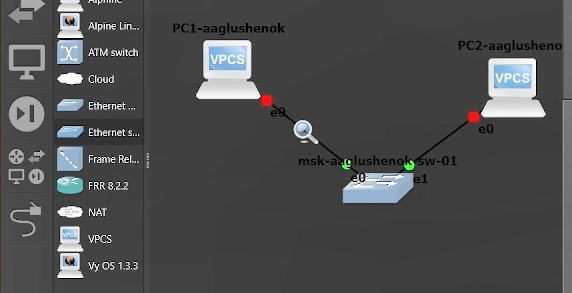 Alpine Lin...
ATM switch
Cloud
Ethernet ...
Ethernet s...
Frame Rel...
FRR 8.2.2
NAT
VPCS
Vy OS 1.3.3
PC1-aaglushenok
VPCS
e0
PC2-aaglusheno
VPCS
e0
msk-aaglushenok-sw-01
e0
e1